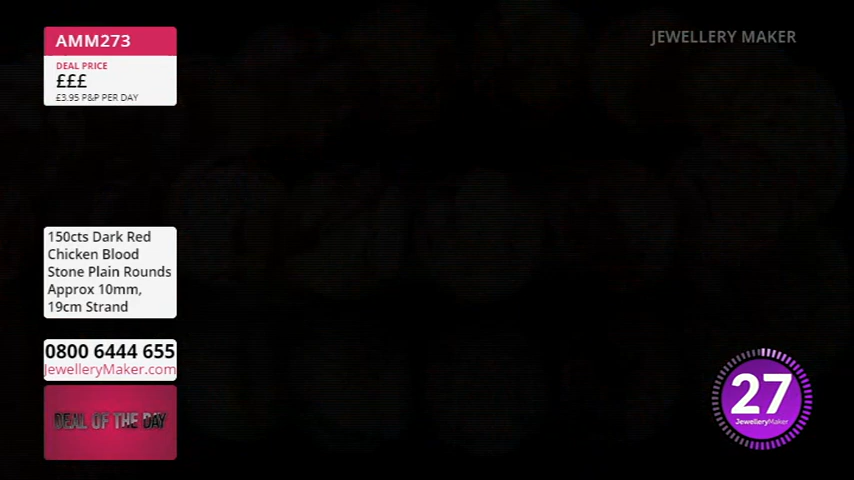 AMM273
DEAL PRICE
£££
£3.95 P&P PER DAY
JEWELLERY MAKER
150cts Dark Red
Chicken Blood
Stone Plain Rounds
Approx 10mm,
19cm Strand
0800 6444 655
JewelleryMaker.com
DEAL OF THE DAY
27
JewelleryMaker